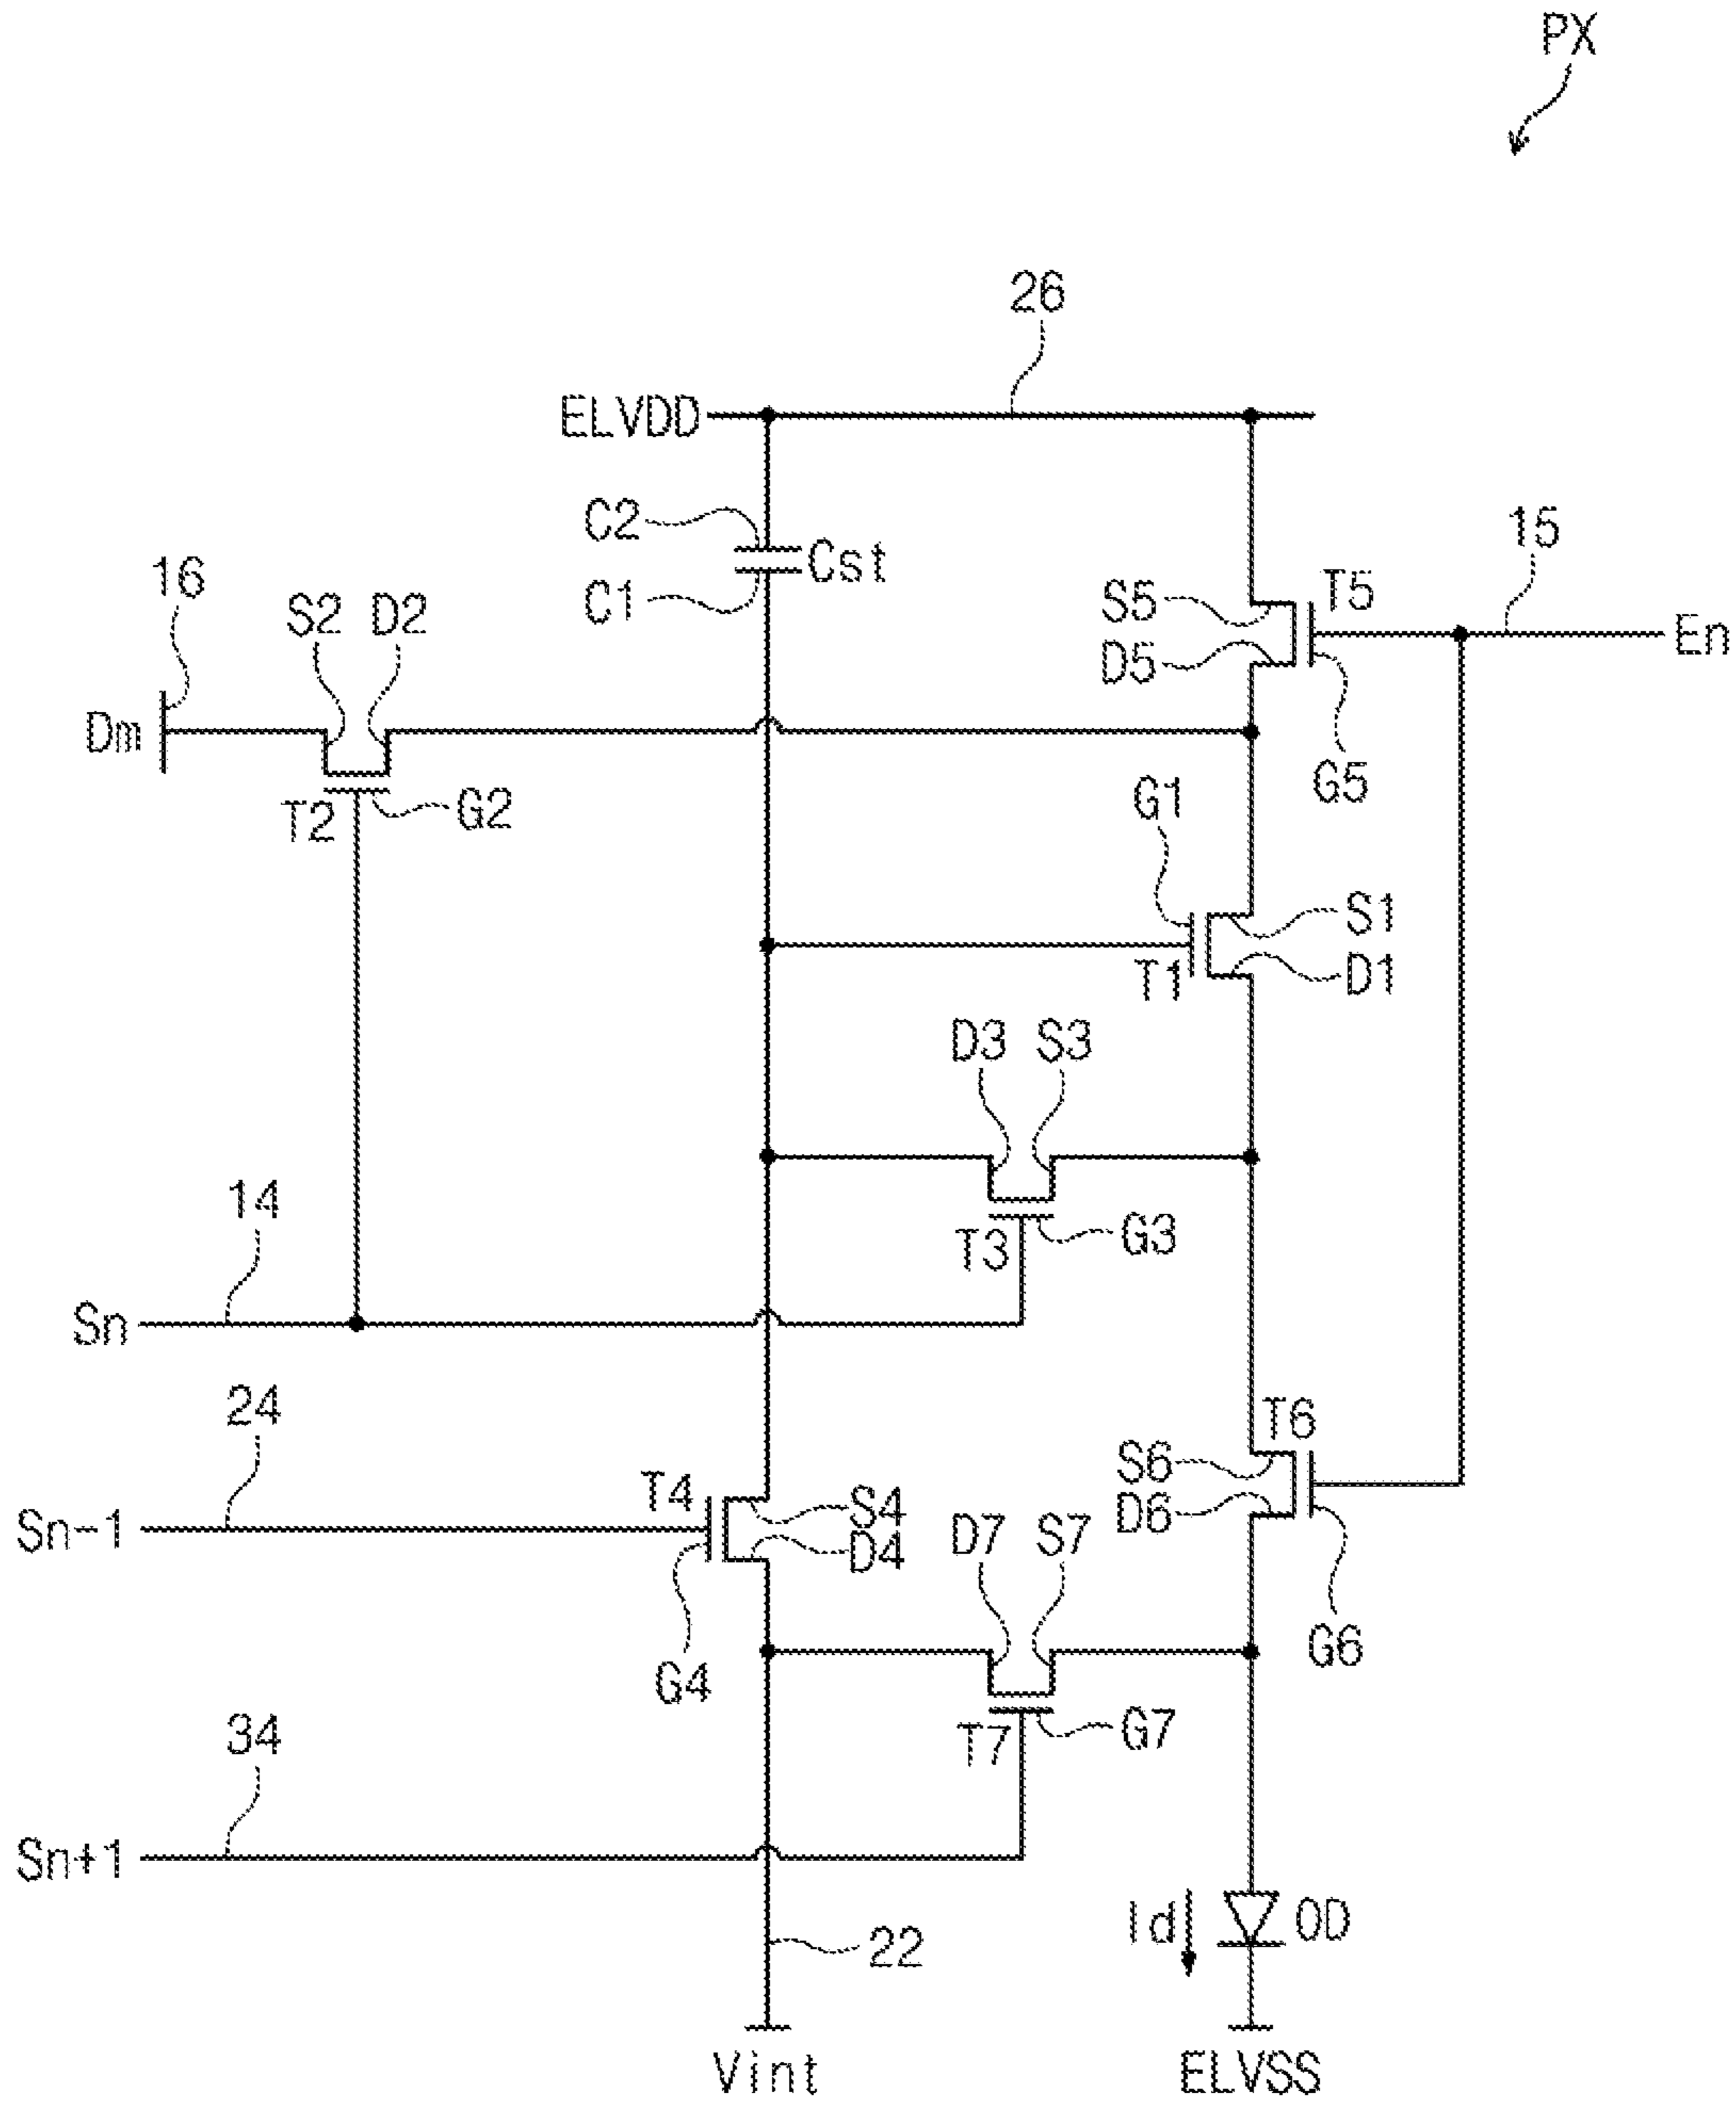 PX
26
ELVDD
C2
Cst
C1
16
S2 D2
15
T5
S5
D5
En
Dm
G5
T2
G2
G1
S1
T1
D1
D3 S3
14
T3
G3
Sn
24
T6
S6
T4
S4
D6
Sn-1
D4
D7 S7
G4
G6
34
T7
G7
Sn+1
Id
OD
22
Vint
ELVSS